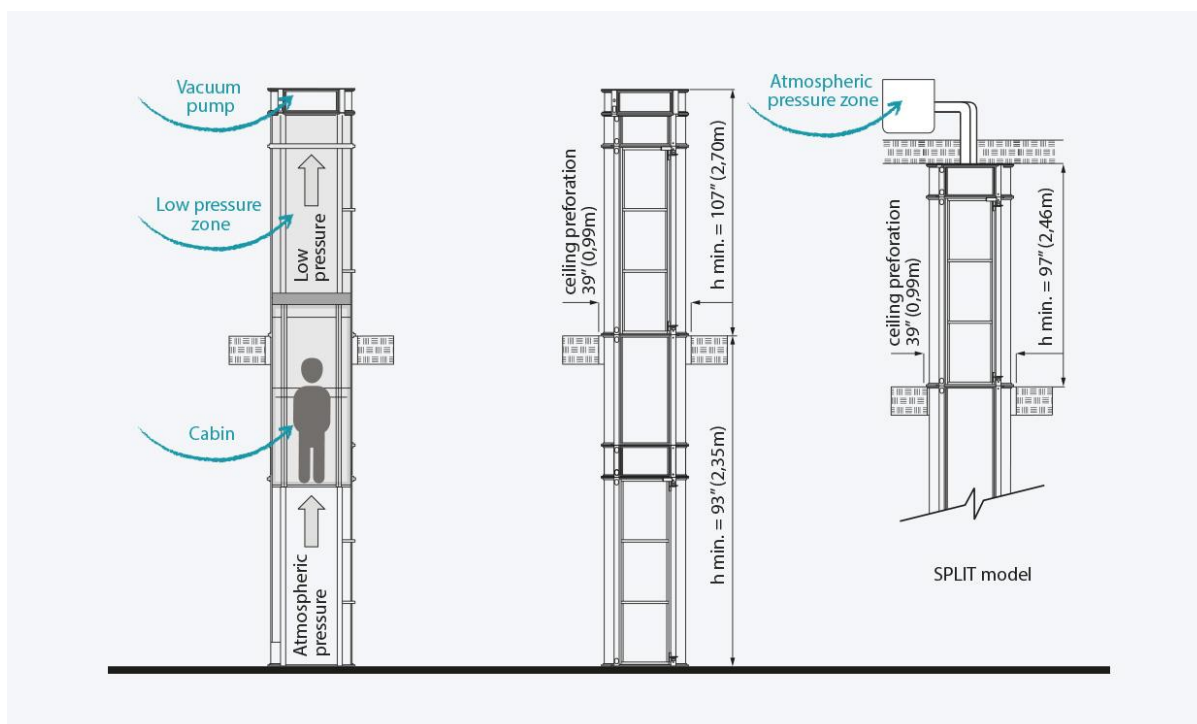 Vacuum
pump
Low pressure
zone
Low
pressure
Cabin
Atmospheric
pressure
ceiling preforation
39″ (0,99m)
h min. = 107″ (2,70m)
h min. = 93″ (2,35m)
Atmospheric
pressure zone
ceiling preforation
39″ (0,99m)
h min. = 97″ (2,46m)
SPLIT model